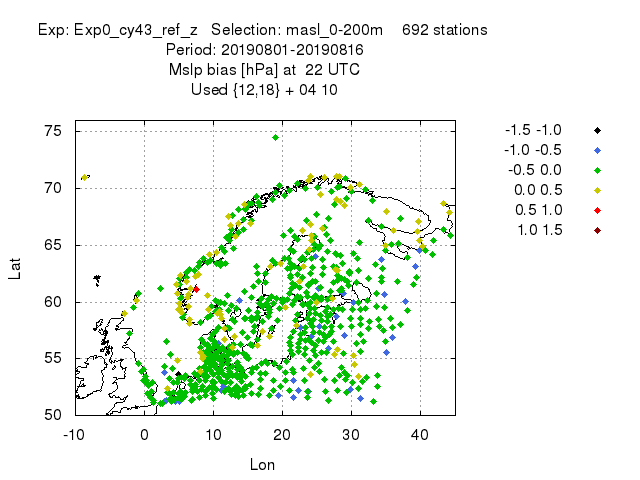 Exp: Exp0_cy43_ref_z   Selection: masl_0-200m    692 stations
Period: 20190801-20190816
Mslp bias [hPa] at  22 UTC
Used {12,18} + 04 10
75
70
65
60
55
50
Lat
-10 0 10 20 30 40
Lon
-1.5 -1.0
-1.0 -0.5
-0.5 0.0
0.0 0.5
0.5 1.0
1.0 1.5